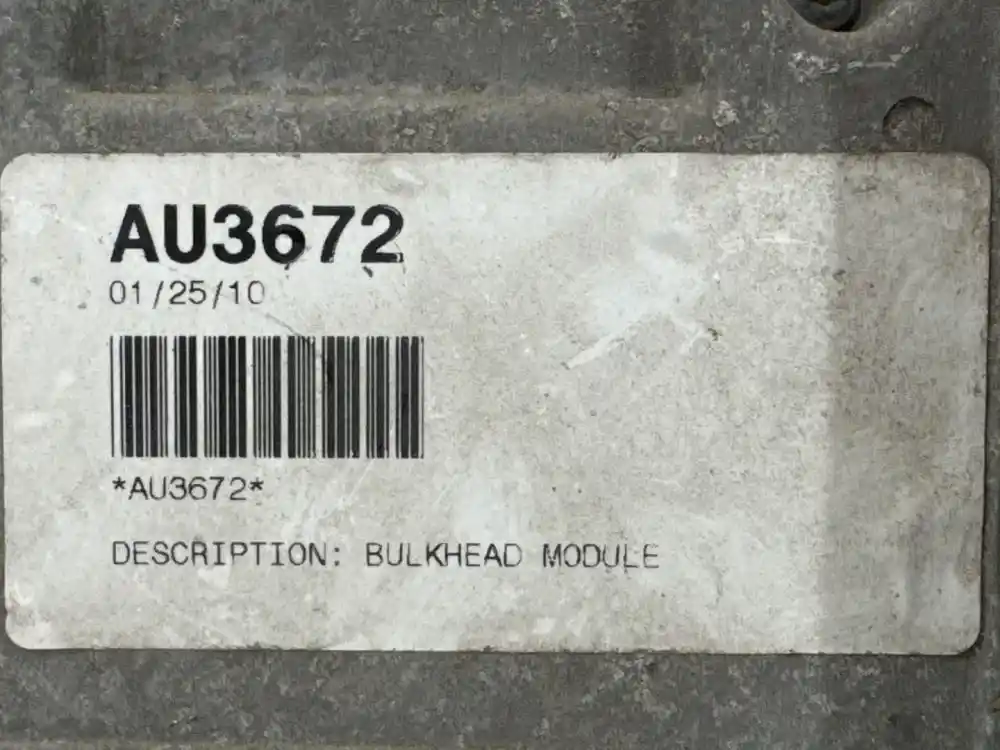 AU3672
01/25/10
*AU3672*
DESCRIPTION: BULKHEAD MODULE